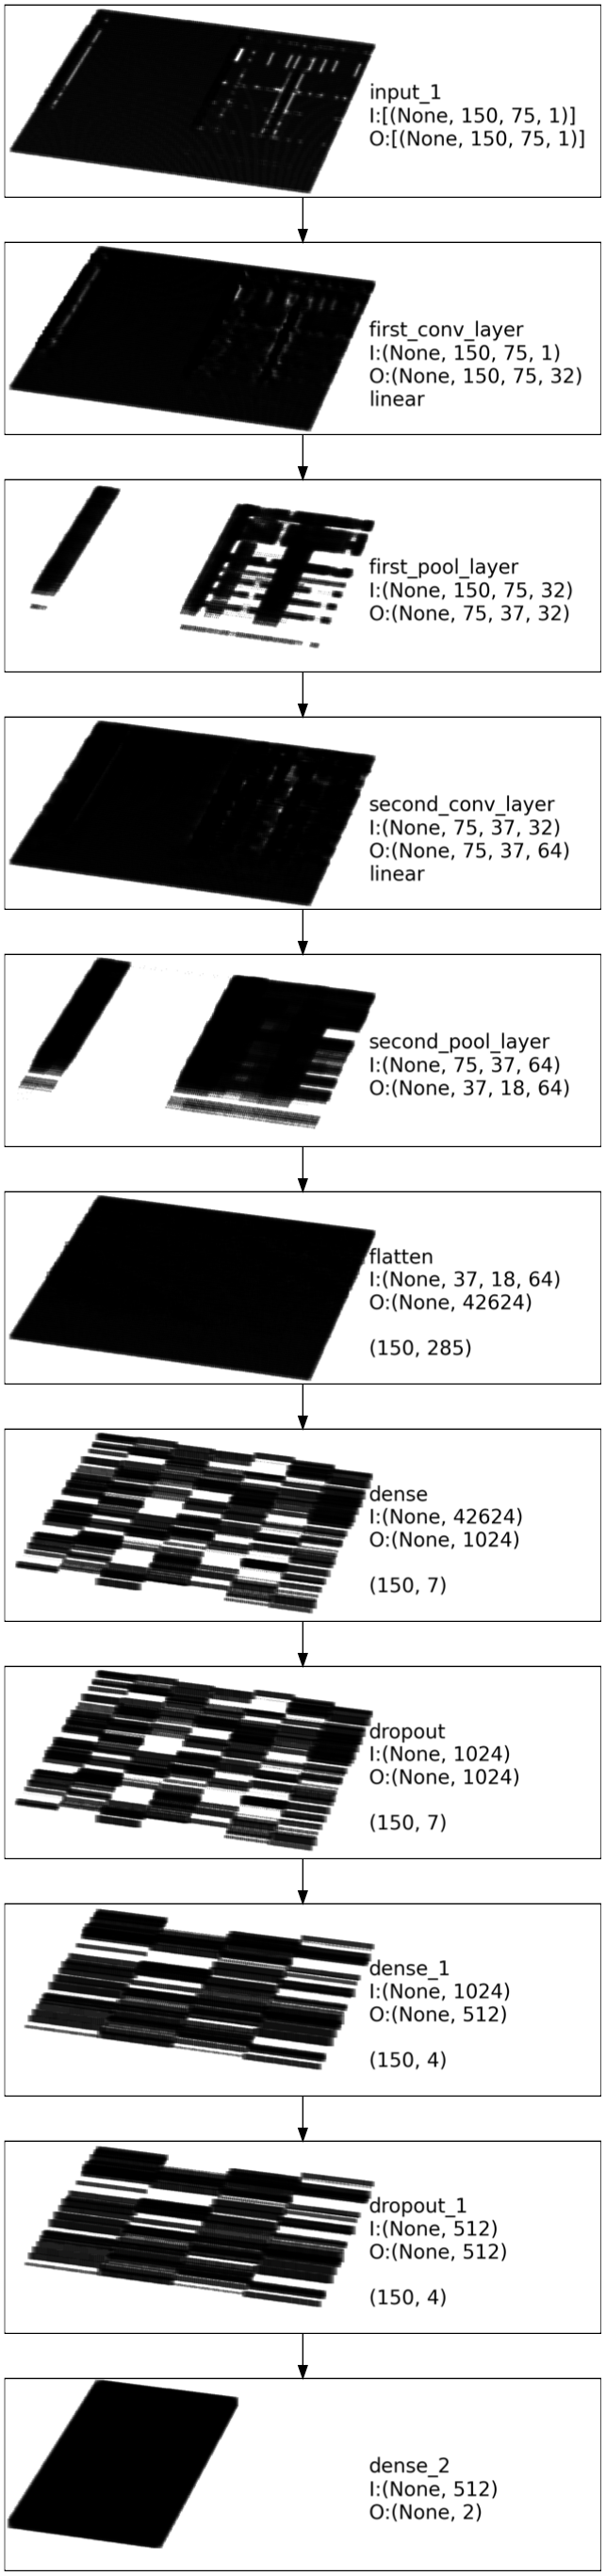 input_1
I:[(None, 150, 75, 1)]
O:[(None, 150, 75, 1)]
first_conv_layer
I:(None, 150, 75, 1)
O:(None, 150, 75, 32)
linear
first_pool_layer
I:(None, 150, 75, 32)
O:(None, 75, 37, 32)
second_conv_layer
I:(None, 75, 37, 32)
O:(None, 75, 37, 64)
linear
second_pool_layer
I:(None, 75, 37, 64)
O:(None, 37, 18, 64)
flatten
I:(None, 37, 18, 64)
O:(None, 42624)
(150, 285)
dense
I:(None, 42624)
O:(None, 1024)
(150, 7)
dropout
I:(None, 1024)
O:(None, 1024)
(150, 7)
dense_1
I:(None, 1024)
O:(None, 512)
(150, 4)
dropout_1
I:(None, 512)
O:(None, 512)
(150, 4)
dense_2
I:(None, 512)
O:(None, 2)